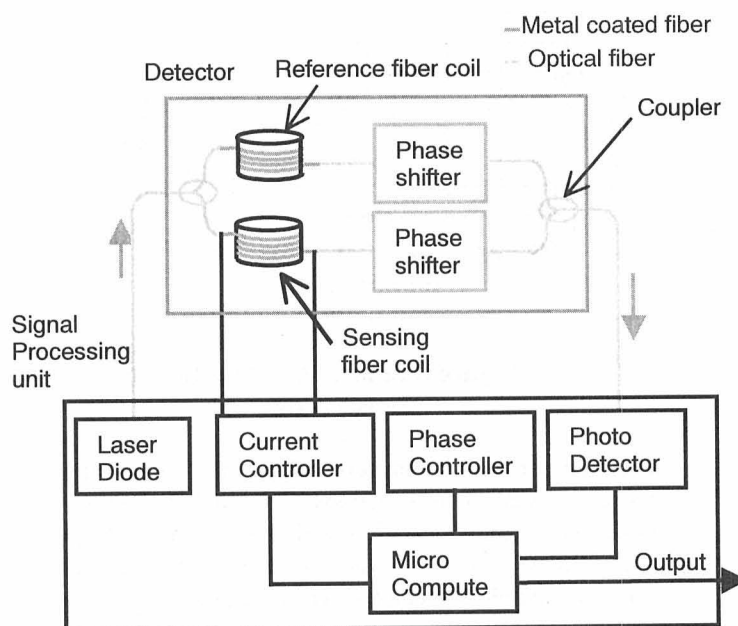 Metal coated fiber
Optical fiber
Detector
Reference fiber coil
Coupler
Phase
shifter
Phase
shifter
Signal
Processing
unit
Sensing
fiber coil
Laser
Diode
Current
Controller
Phase
Controller
Photo
Detector
Micro
Compute
Output